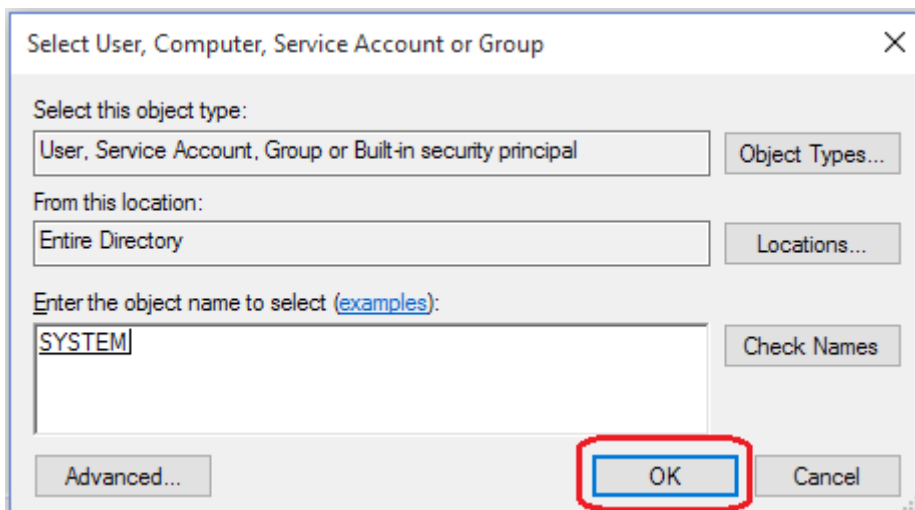 Select User, Computer, Service Account or Group
Select this object type:
User, Service Account, Group or Built-in security principal
Object Types...
From this location:
Entire Directory
Locations...
Enter the object name to select (examples):
SYSTEM
Check Names
Advanced...
OK
Cancel